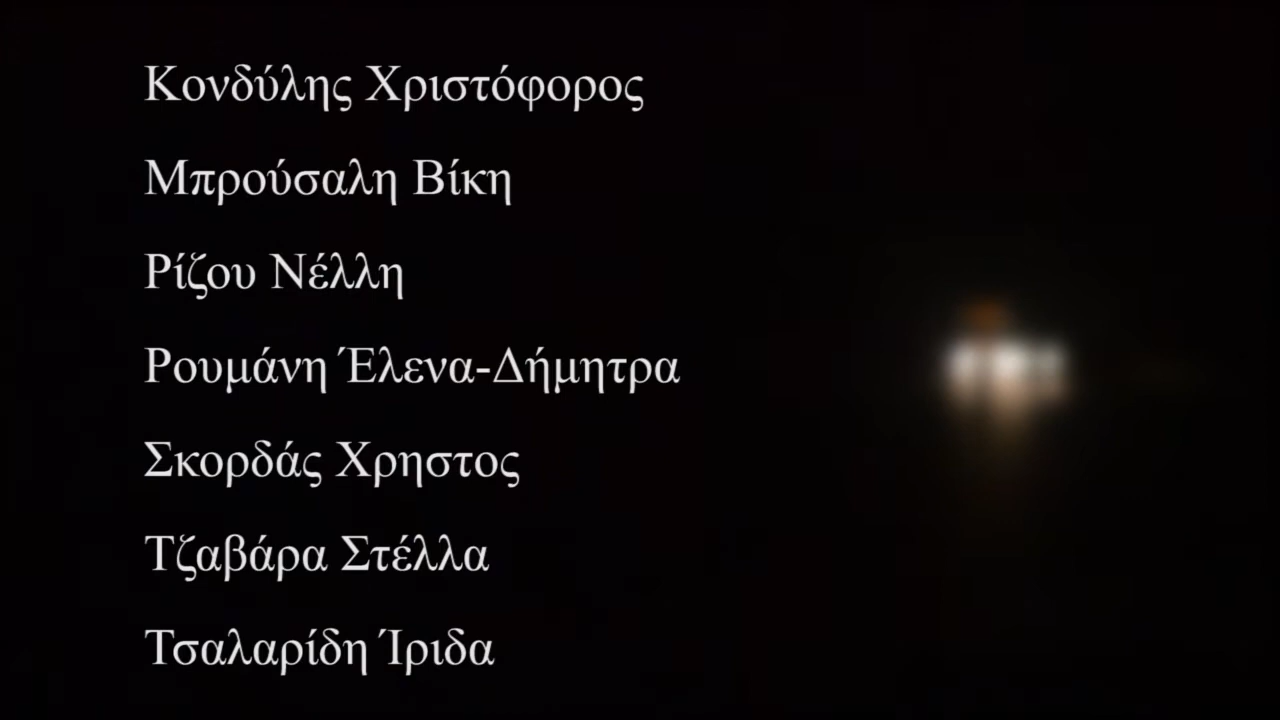 Κονδύλης Χριστόφορος
Μπρούσαλη Βίκη
Ρίζου Νέλλη
Ρουμάνη Έλενα-Δήμητρα
Σκορδάς Χρηστος
Τζαβάρα Στέλλα
Τσαλαρίδη Ίριδα